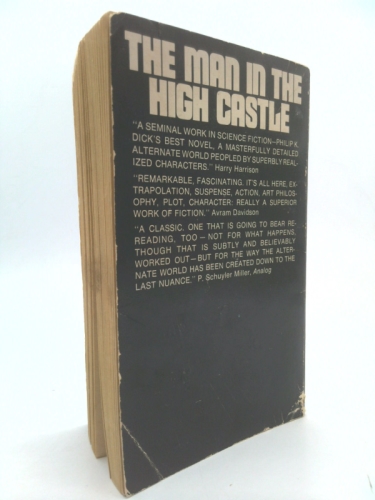 THE MAN IN THE
HIGH CASTLE
"A SEMINAL WORK IN SCIENCE FICTION—PHILIP K.
DICK'S BEST NOVEL, A MASTERFULLY DETAILED
ALTERNATE WORLD PEOPLED BY SUPERBLY REAL-
IZED CHARACTERS." Harry Harrison
"REMARKABLE, FASCINATING. IT'S ALL HERE, EX-
TRAPOLATION, SUSPENSE, ACTION, ART PHILOS-
OPHY, PLOT, CHARACTER: REALLY A SUPERIOR
WORK OF FICTION." Avram Davidson
"A CLASSIC. ONE THAT IS GOING TO BEAR RE-
READING, TOO—NOT FOR WHAT HAPPENS,
THOUGH THAT IS SUBTLY AND BELIEVABLY
WORKED OUT—BUT FOR THE WAY THE ALTER-
NATE WORLD HAS BEEN CREATED DOWN TO THE
LAST NUANCE." P. Schuyler Miller, Analog